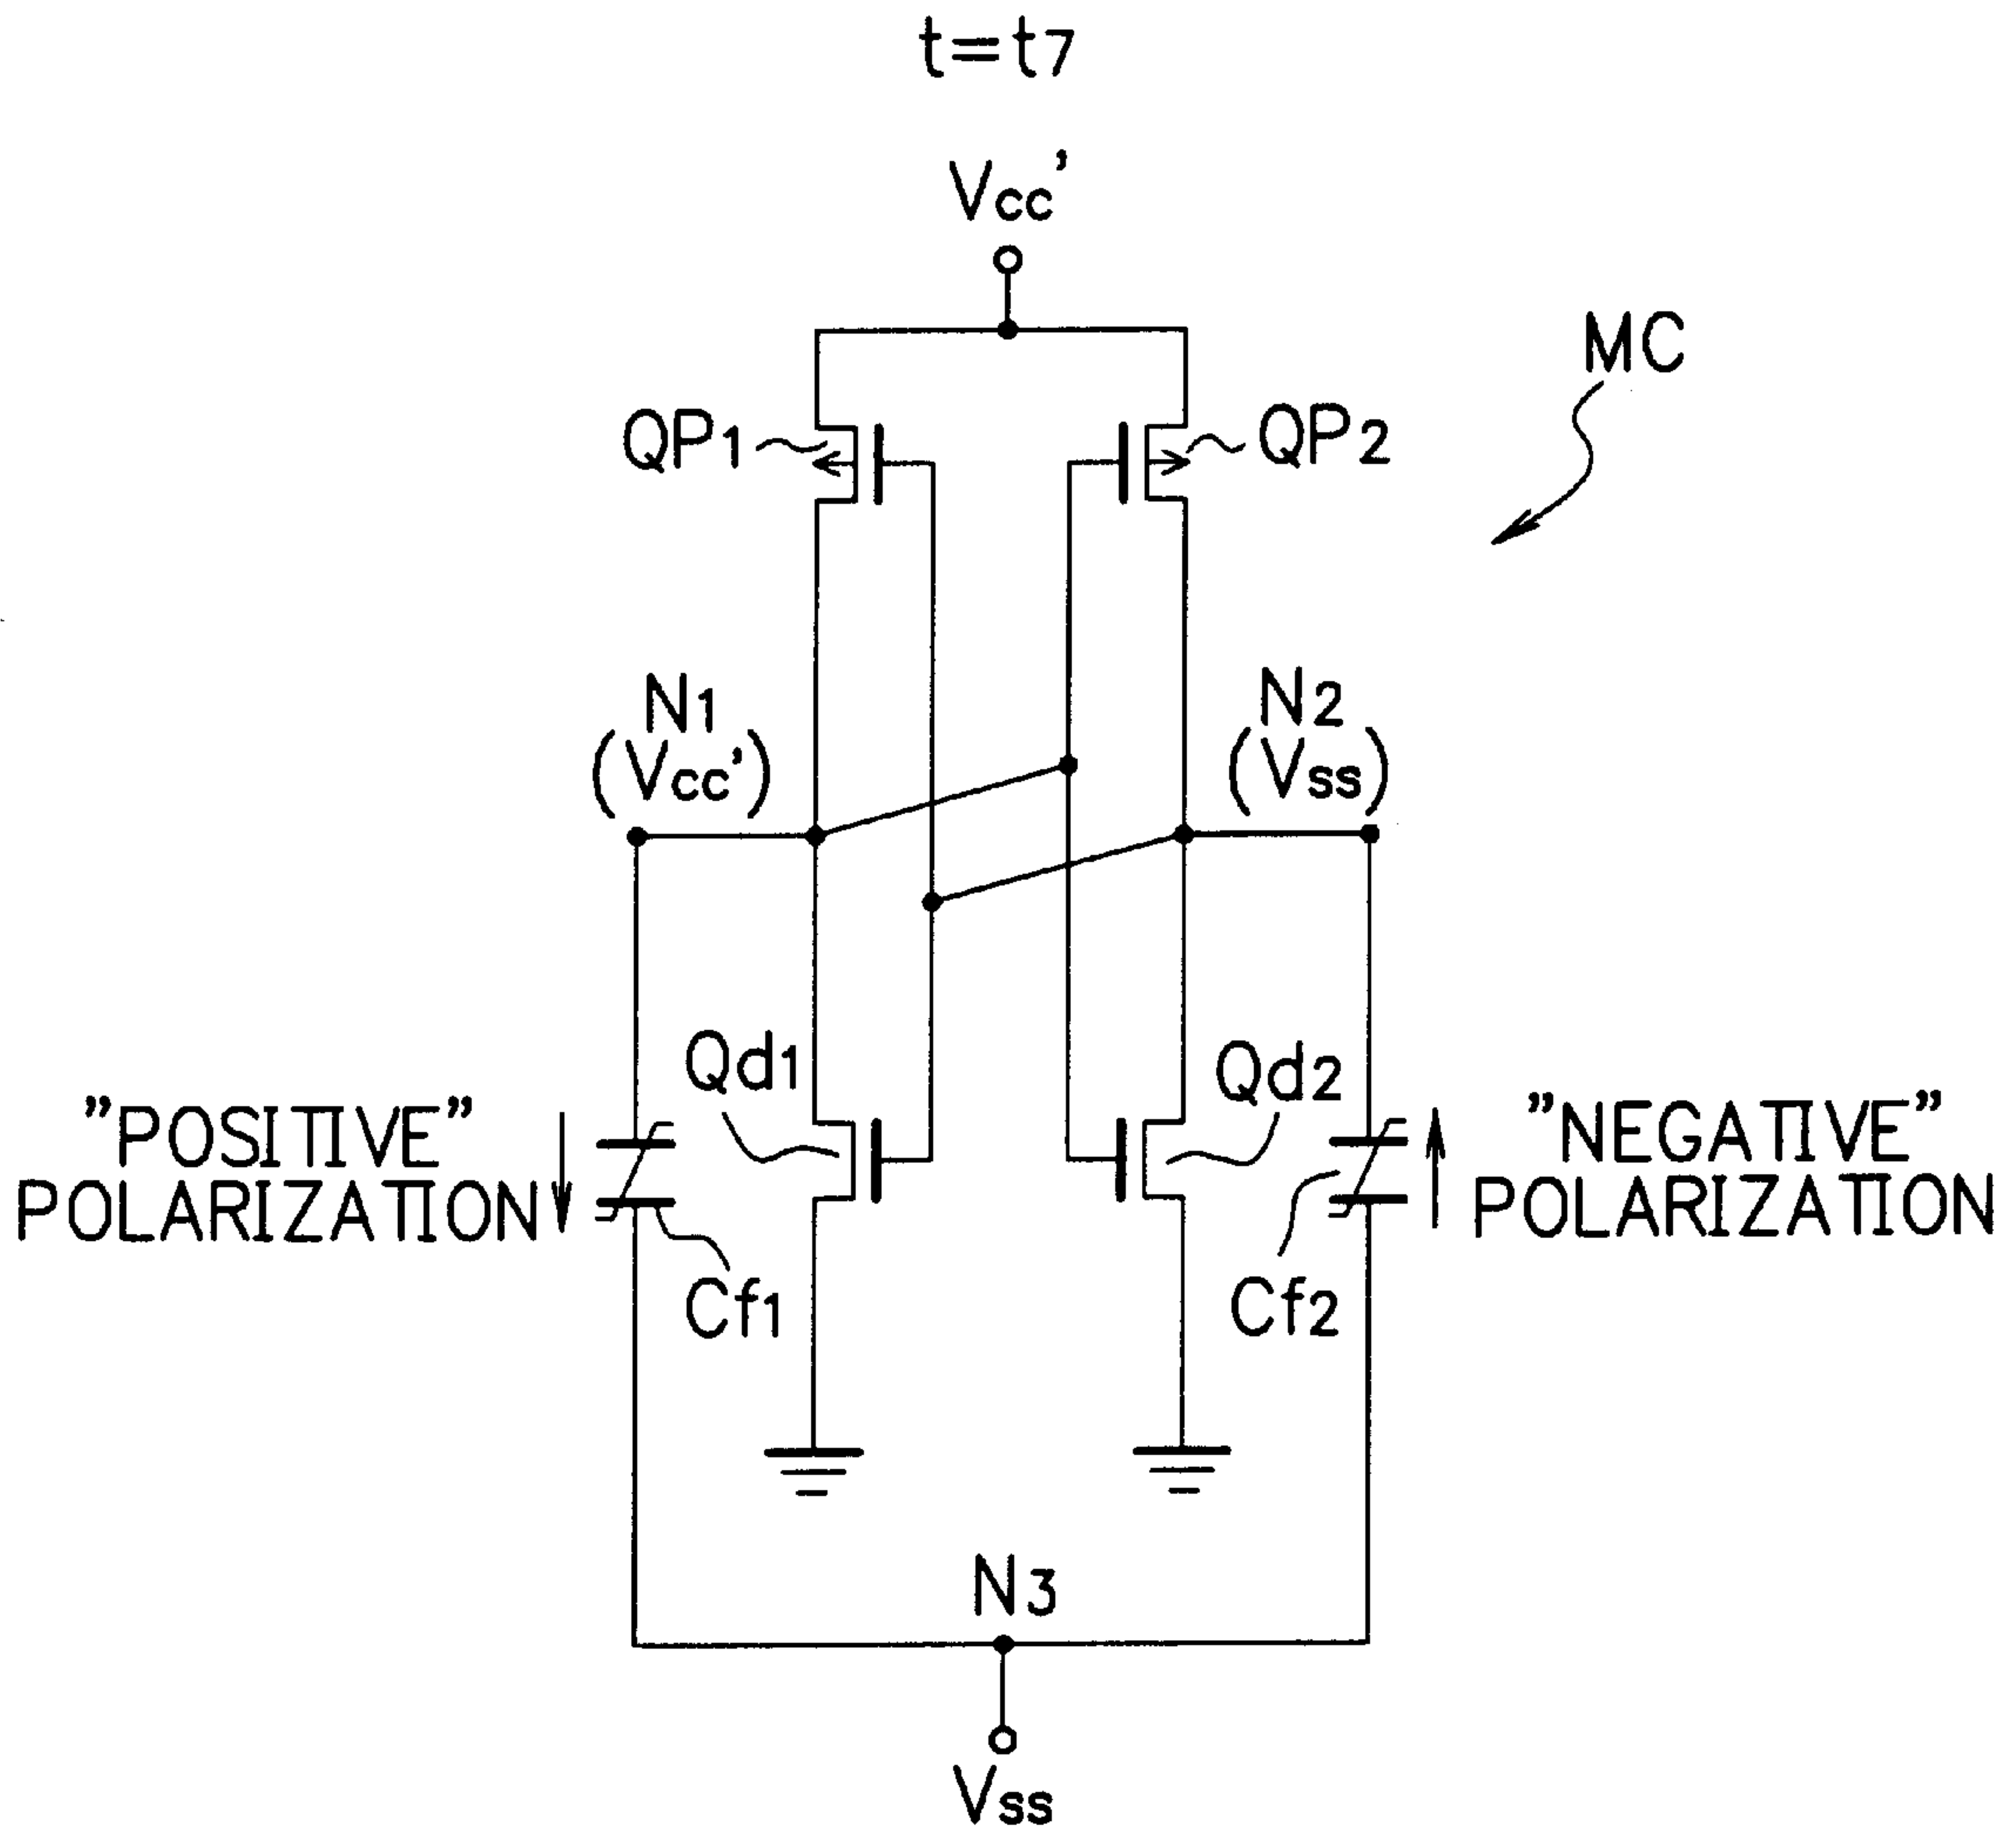 t=t7
Vcc'
MC
QP1
QP2
N1
(Vcc')
N2
(Vss)
Qd1
Qd2
”POSITIVE”
POLARIZATION
”NEGATIVE”
POLARIZATION
Cf1
Cf2
N3
Vss